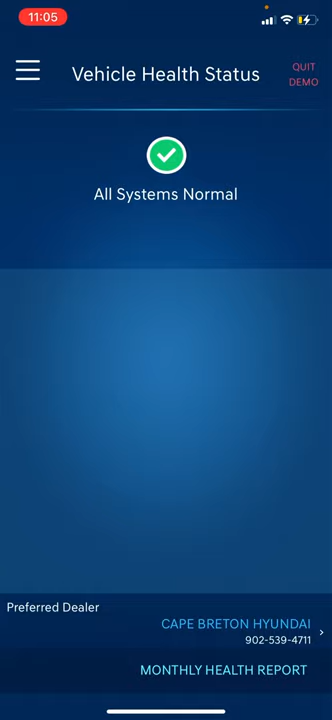 11:05
Vehicle Health Status
QUIT
DEMO
All Systems Normal
Preferred Dealer
CAPE BRETON HYUNDAI
902-539-4711
MONTHLY HEALTH REPORT